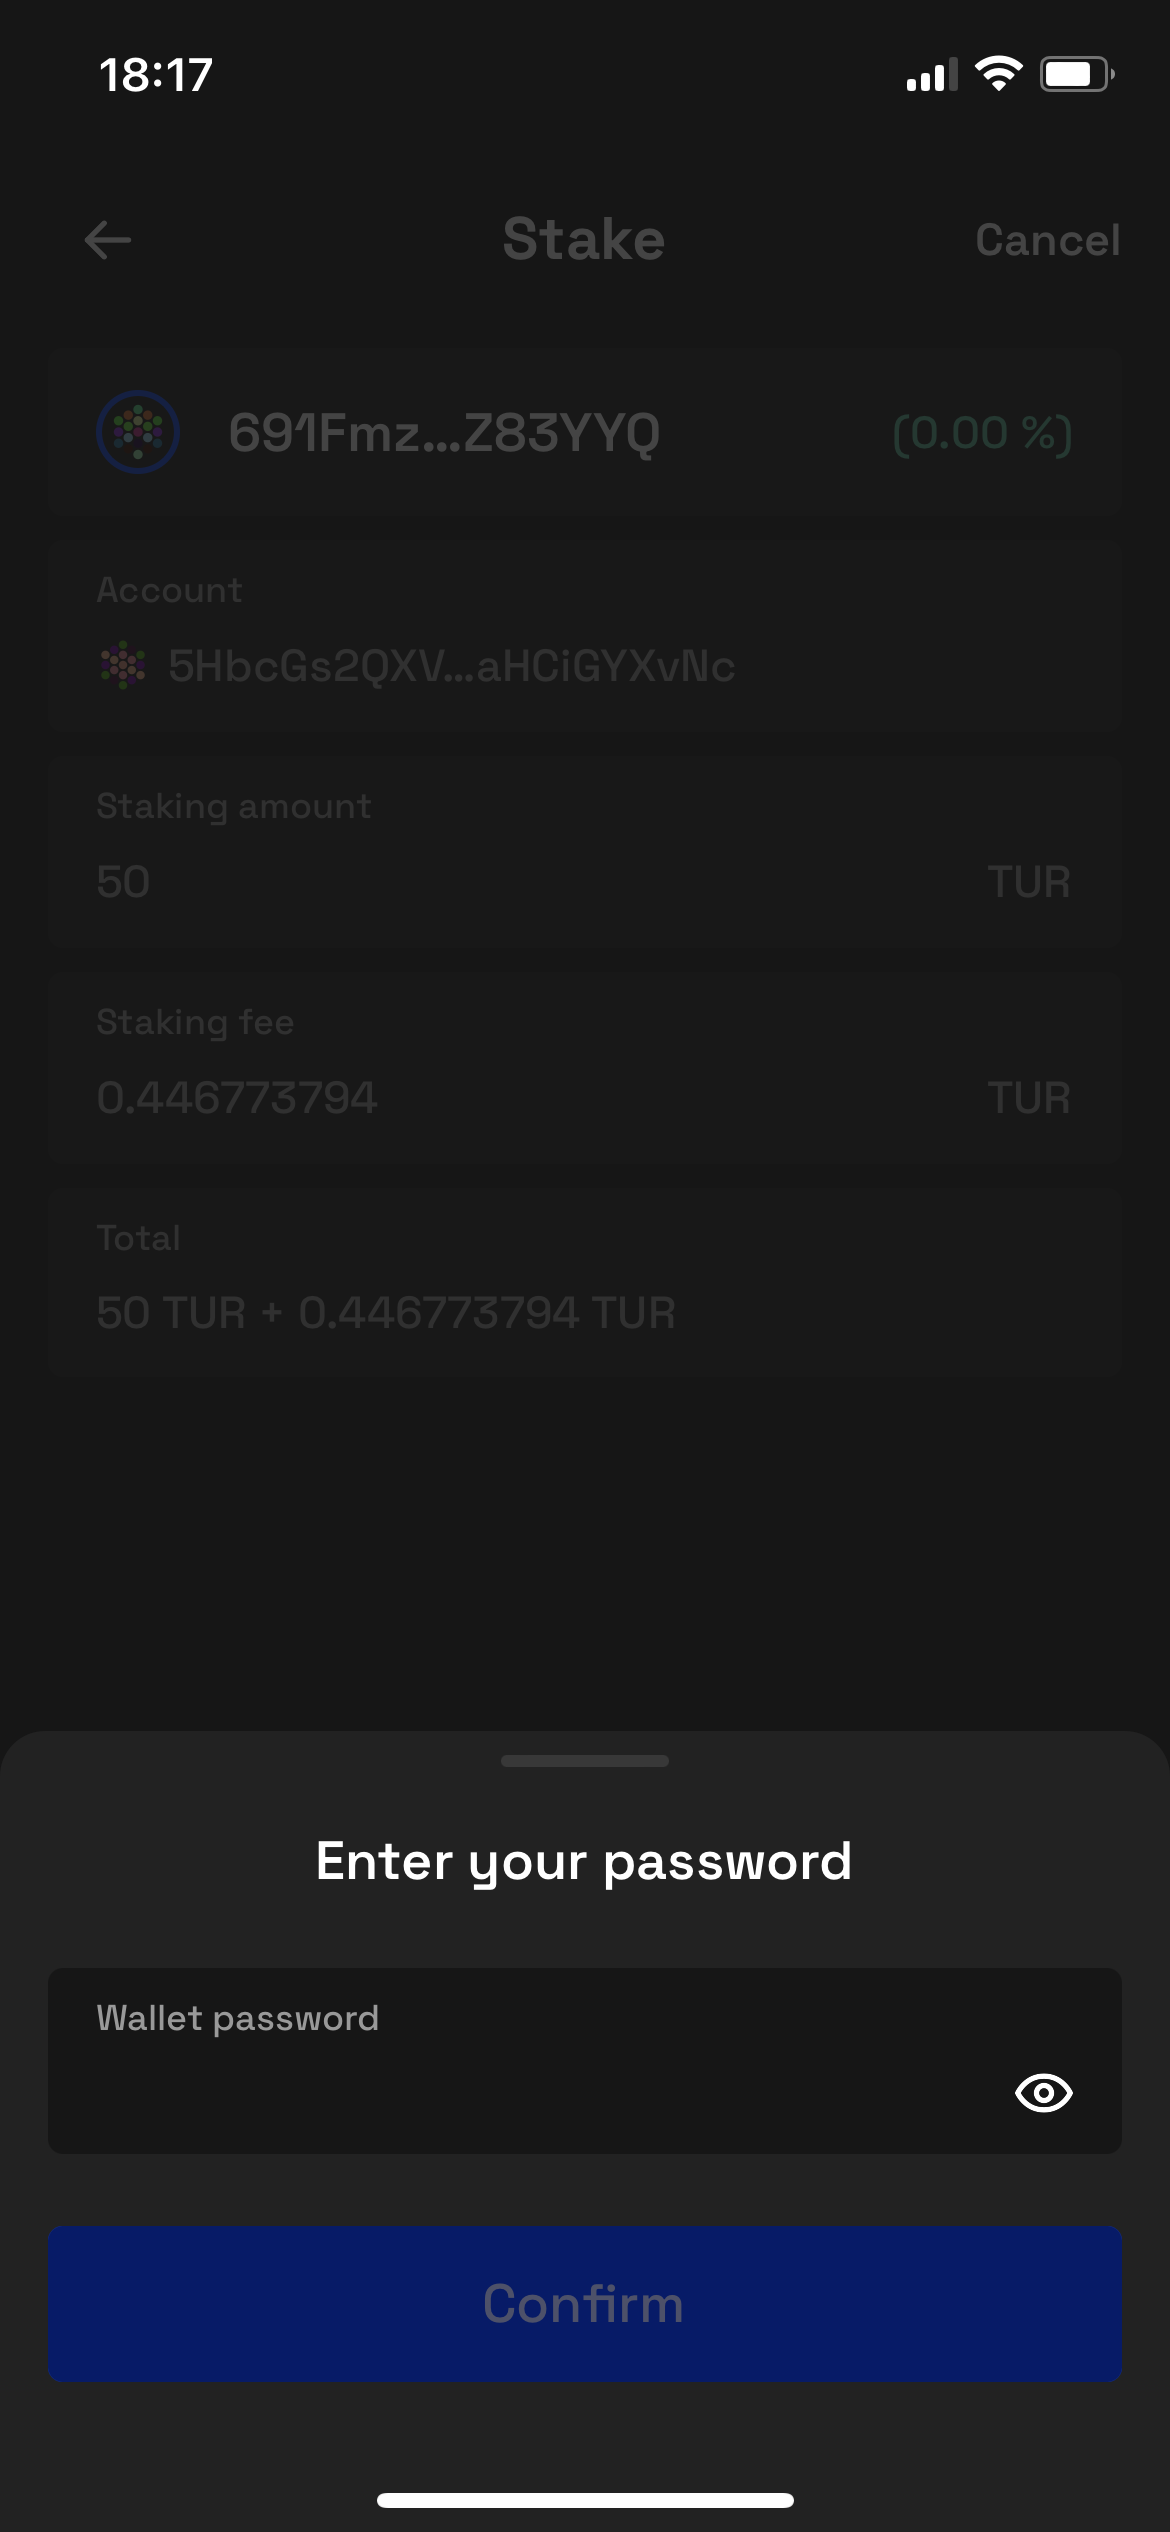 18:17
Stake
Cancel
691Fmz...Z83YYQ
(0.00 %)
Account
5HbcGs2QXV...aHCiGYXvNc
Staking amount
50
TUR
Staking fee
0.446773794
TUR
Total
50 TUR + 0.446773794 TUR
Enter your password
Wallet password
Confirm